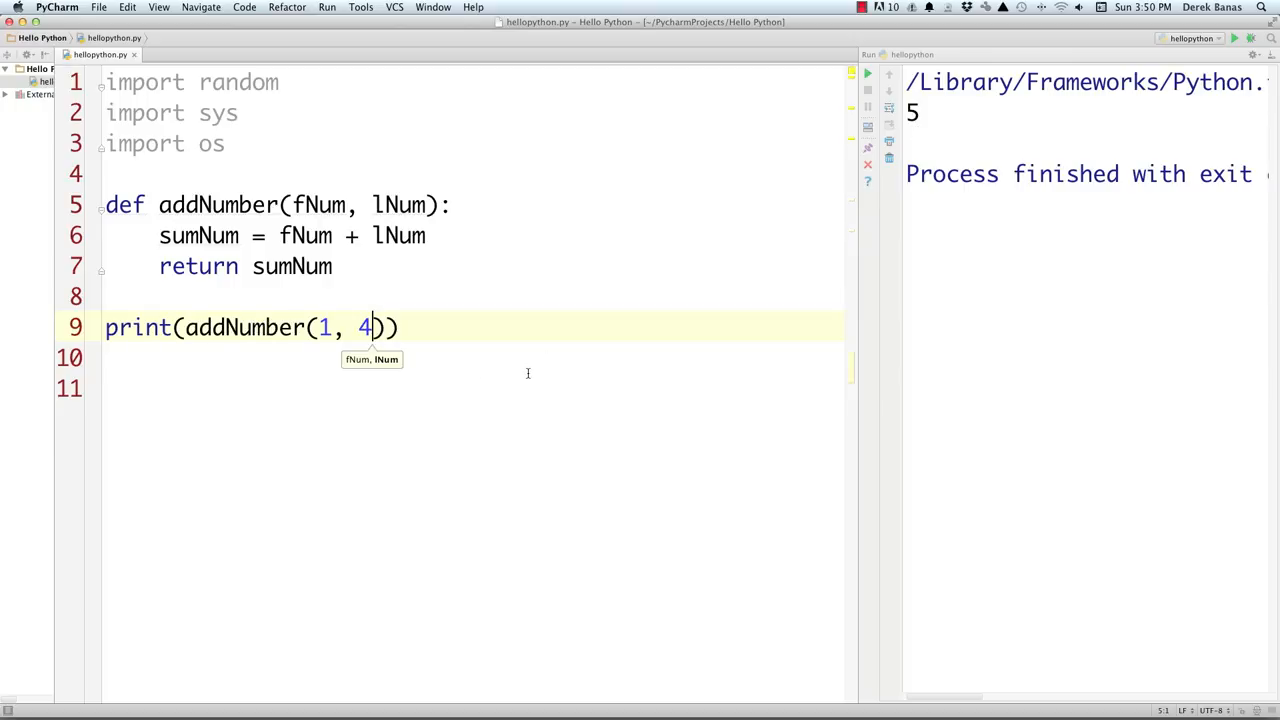 PyCharm File Edit View Navigate Code Refactor Run Tools VCS Window Help 10 Sun 3:50 PM Derek Banas
hellopython.py – Hello Python – [~/PycharmProjects/Hello Python]
Hello Python hellopython.py hellopython
hellopython.py Run hellopython
Hello P
hell
Extern
1 import random
2 import sys
3 import os
4
5 def addNumber(fNum, lNum):
6 sumNum = fNum + lNum
7 return sumNum
8
9 print(addNumber(1, 4))
fNum, lNum
10
11
/Library/Frameworks/Python.
5
Process finished with exit
5:1 LF UTF-8